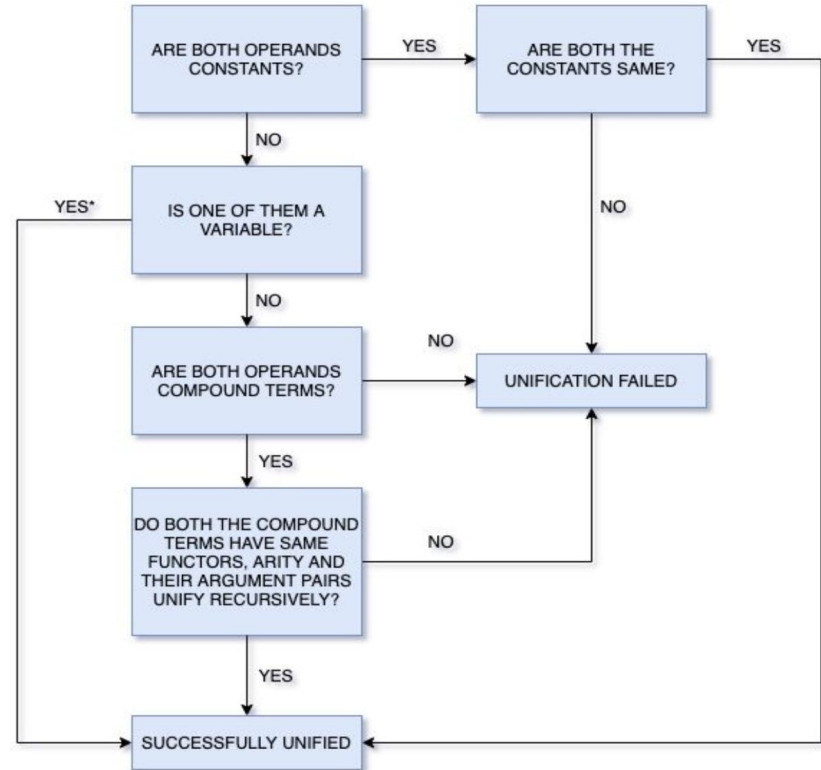 ARE BOTH OPERANDS
CONSTANTS?
YES
ARE BOTH THE
CONSTANTS SAME?
YES
NO
YES*
IS ONE OF THEM A
VARIABLE?
NO
NO
ARE BOTH OPERANDS
COMPOUND TERMS?
NO
UNIFICATION FAILED
YES
DO BOTH THE COMPOUND
TERMS HAVE SAME
FUNCTORS, ARITY AND
THEIR ARGUMENT PAIRS
UNIFY RECURSIVELY?
NO
YES
SUCCESSFULLY UNIFIED